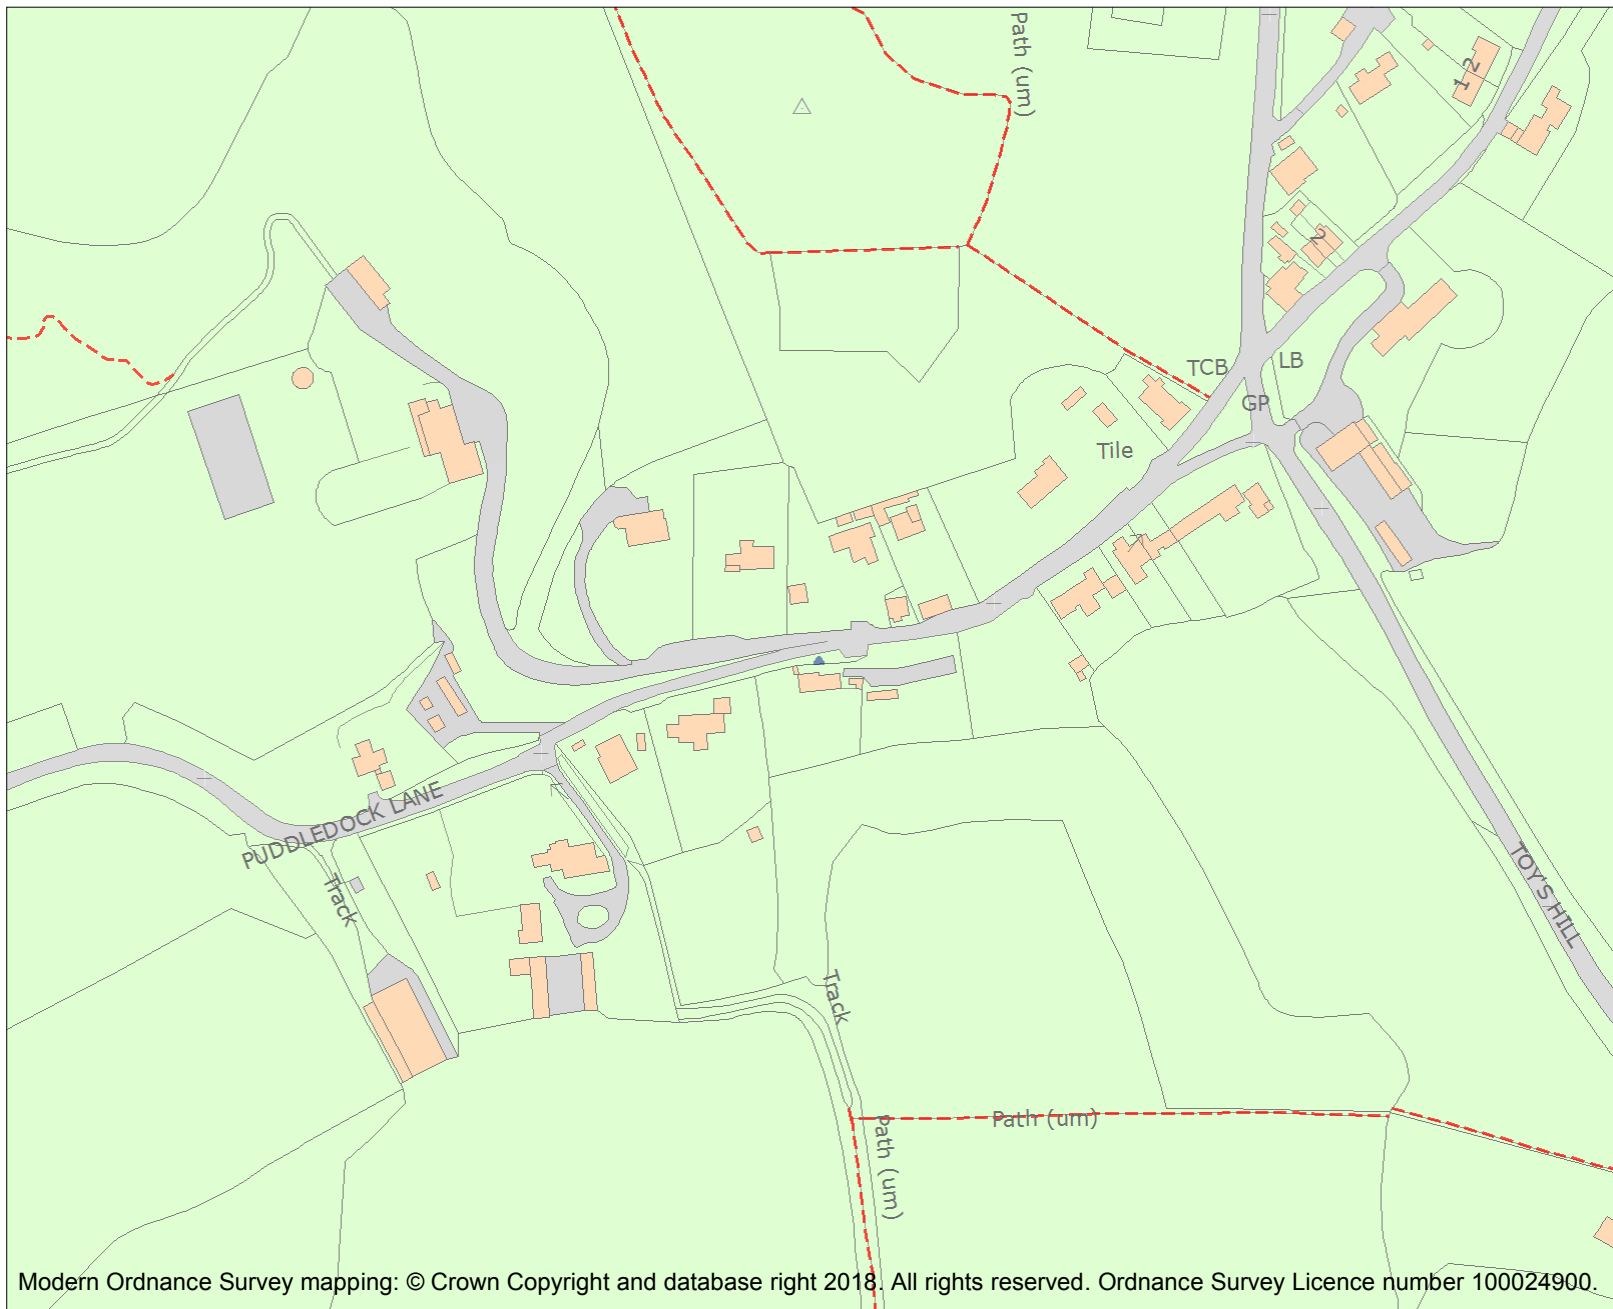 Path (um)
1 2
2
TCB
LB
GP
Tile
7
PUDDLEDOCK LANE
Track
TOY'S HILL
Track
Path (um)
Path (um)
Modern Ordnance Survey mapping: © Crown Copyright and database right 2018. All rights reserved. Ordnance Survey Licence number 100024900.